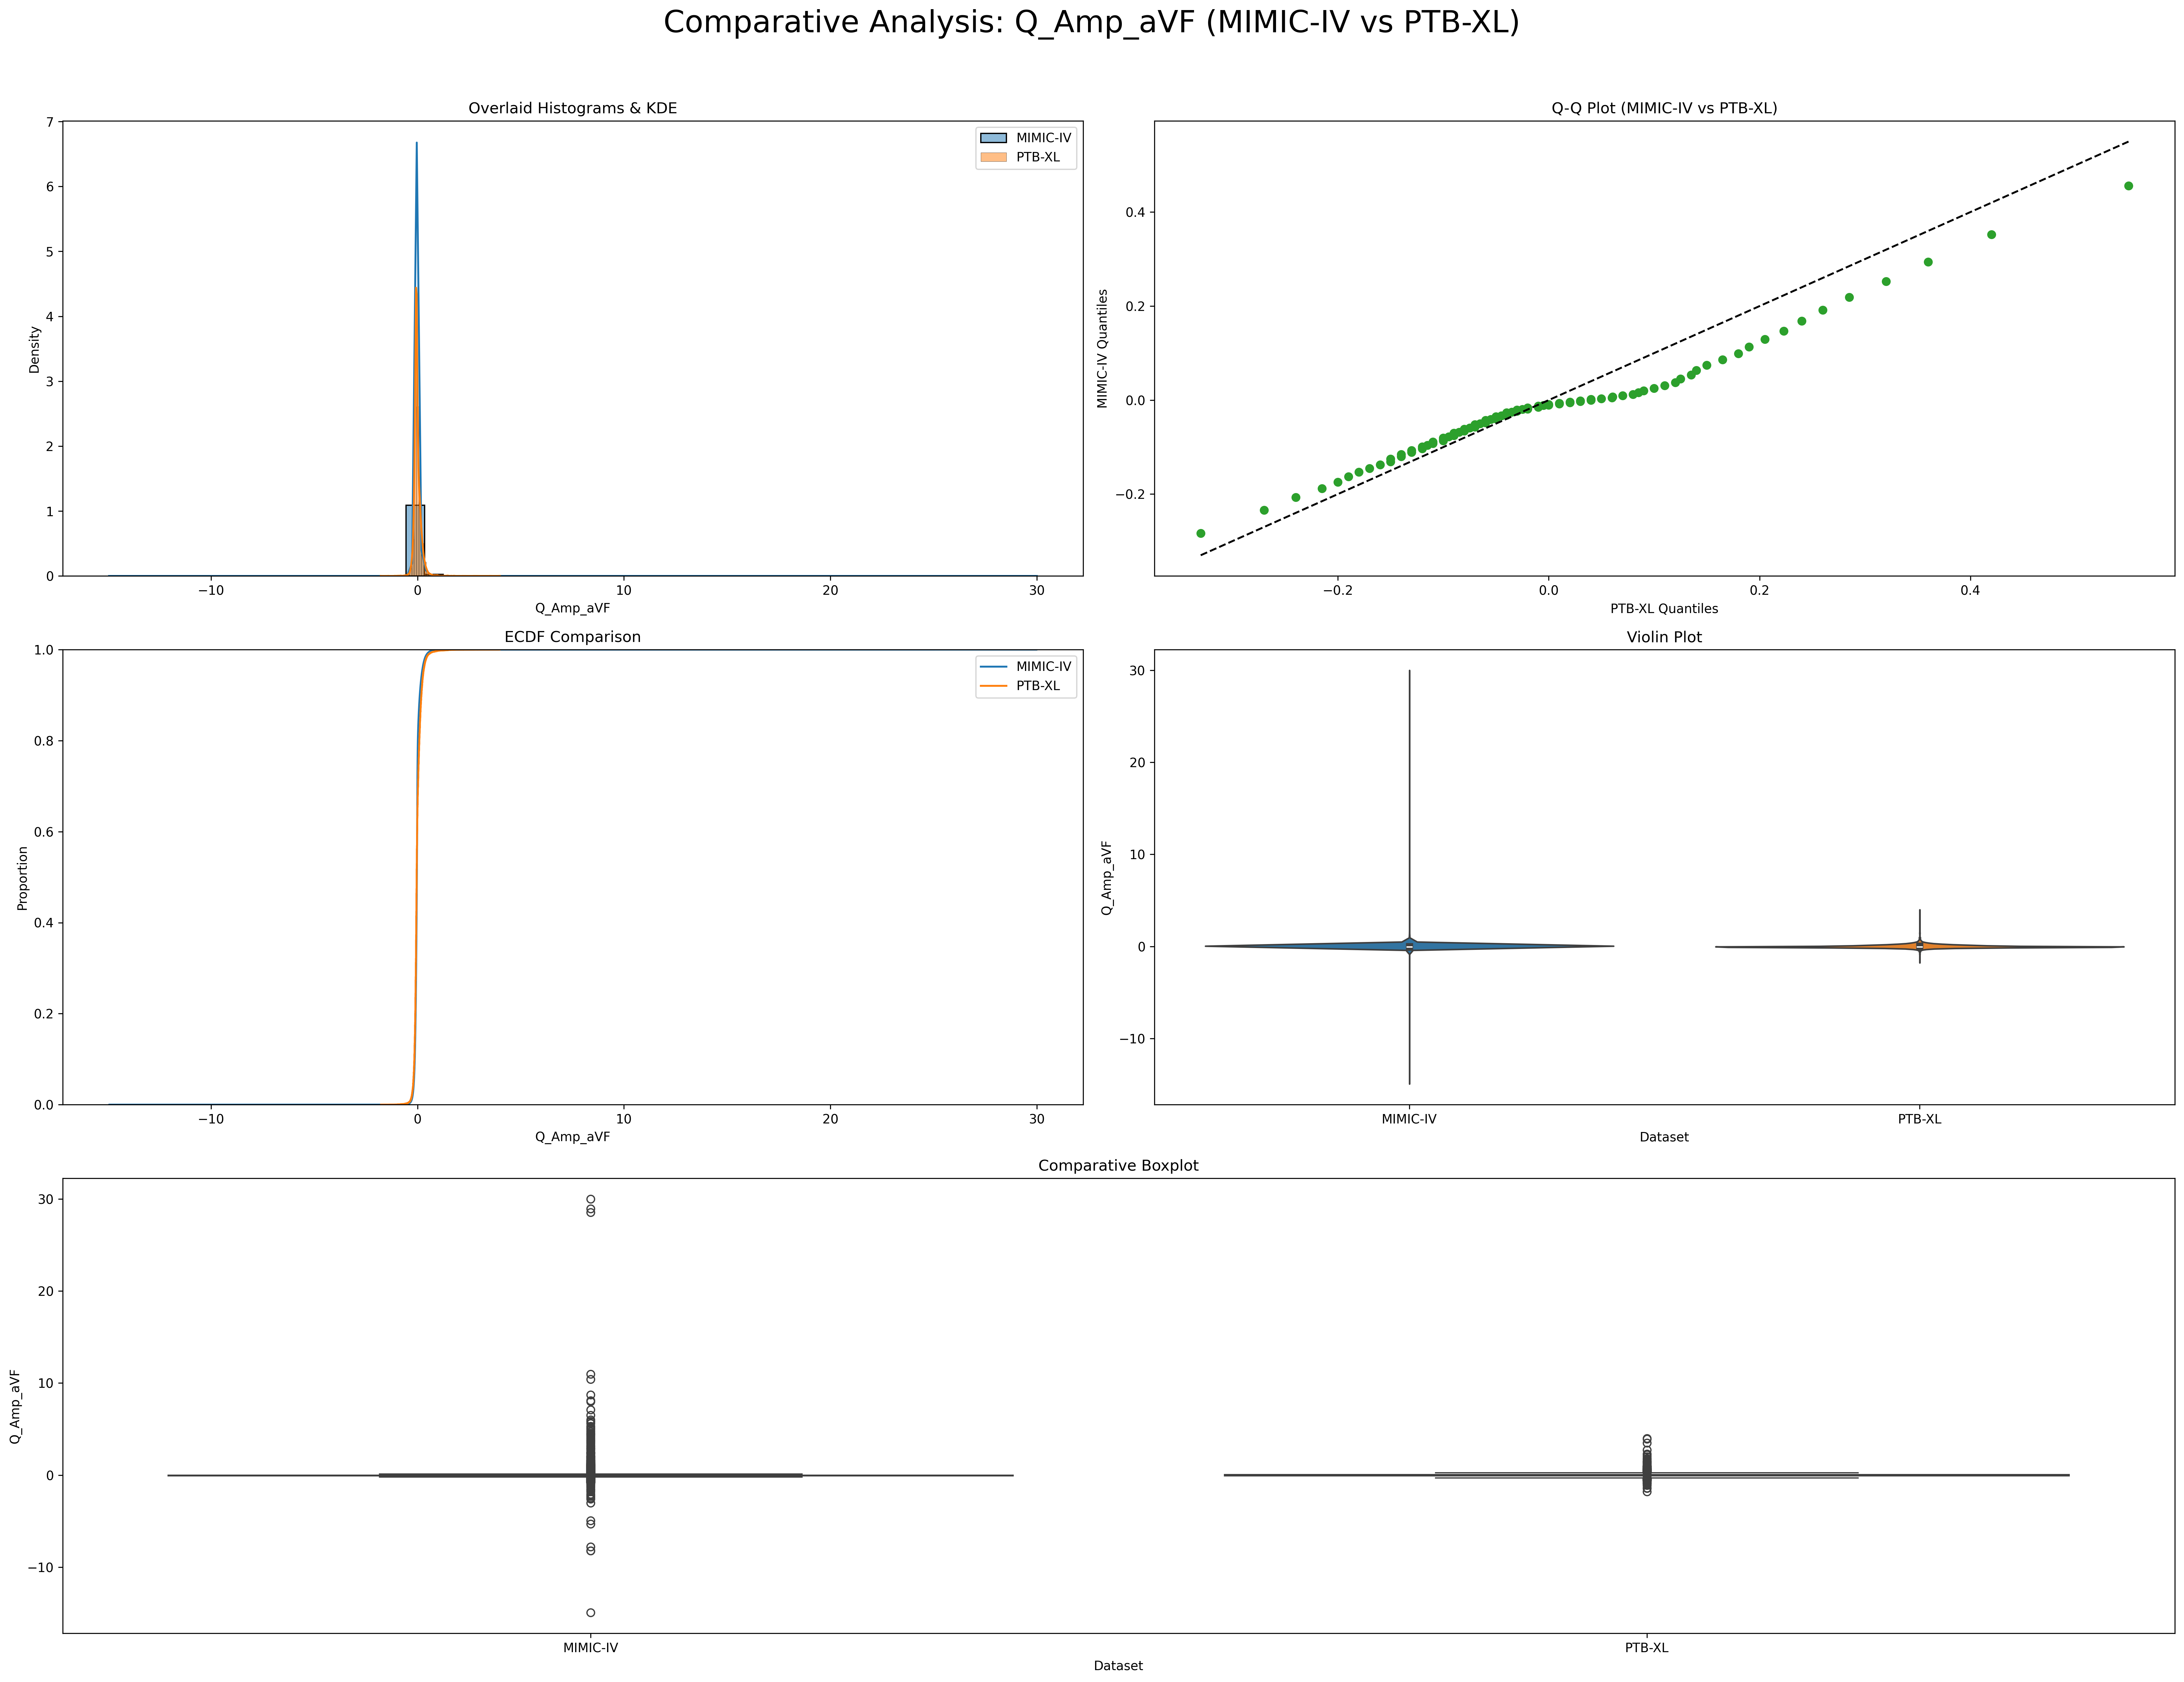 Comparative Analysis: Q_Amp_aVF (MIMIC-IV vs PTB-XL)
Overlaid Histograms & KDE
7
6
5
4
3
2
1
0
Density
−10
0
10
20
30
Q_Amp_aVF
MIMIC-IV
PTB-XL
Q-Q Plot (MIMIC-IV vs PTB-XL)
0.4
0.2
0.0
−0.2
MIMIC-IV Quantiles
−0.2
0.0
0.2
0.4
PTB-XL Quantiles
ECDF Comparison
1.0
0.8
0.6
0.4
0.2
0.0
Proportion
−10
0
10
20
30
Q_Amp_aVF
MIMIC-IV
PTB-XL
Violin Plot
30
20
10
0
−10
Q_Amp_aVF
MIMIC-IV
PTB-XL
Dataset
Comparative Boxplot
30
20
10
0
−10
Q_Amp_aVF
MIMIC-IV
PTB-XL
Dataset